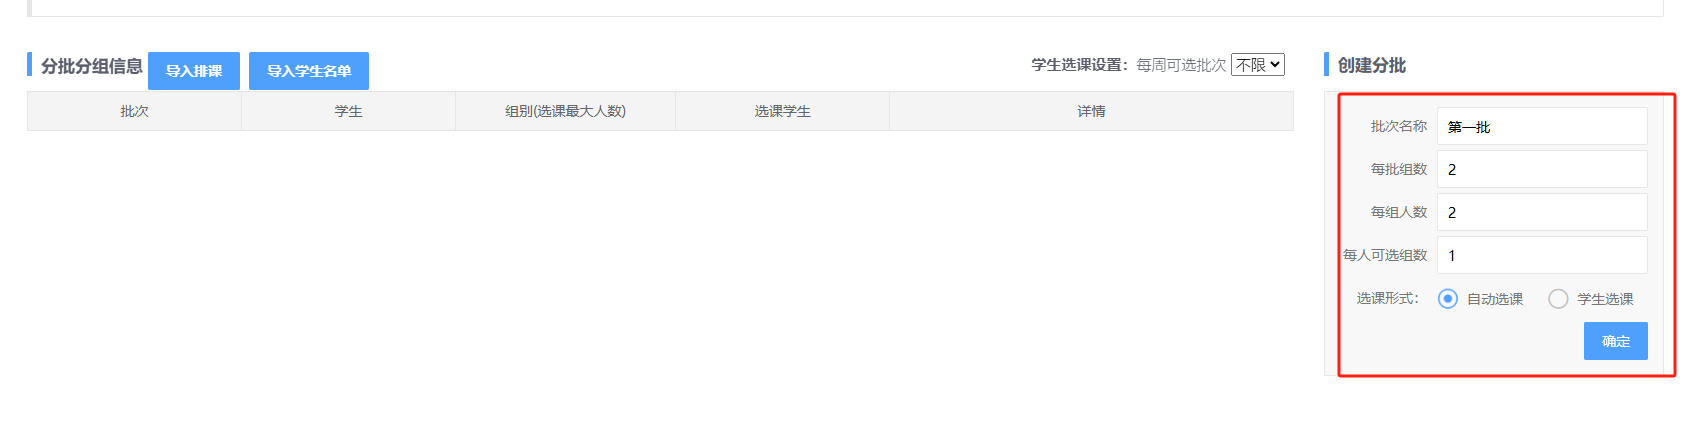 分批分组信息 导入排课 导入学生名单 学生选课设置：每周可选批次 不限
批次 学生 组别(选课最大人数) 选课学生 详情
创建分批
批次名称 第一批
每批组数 2
每组人数 2
每人可选组数 1
选课形式： 自动选课 学生选课
确定